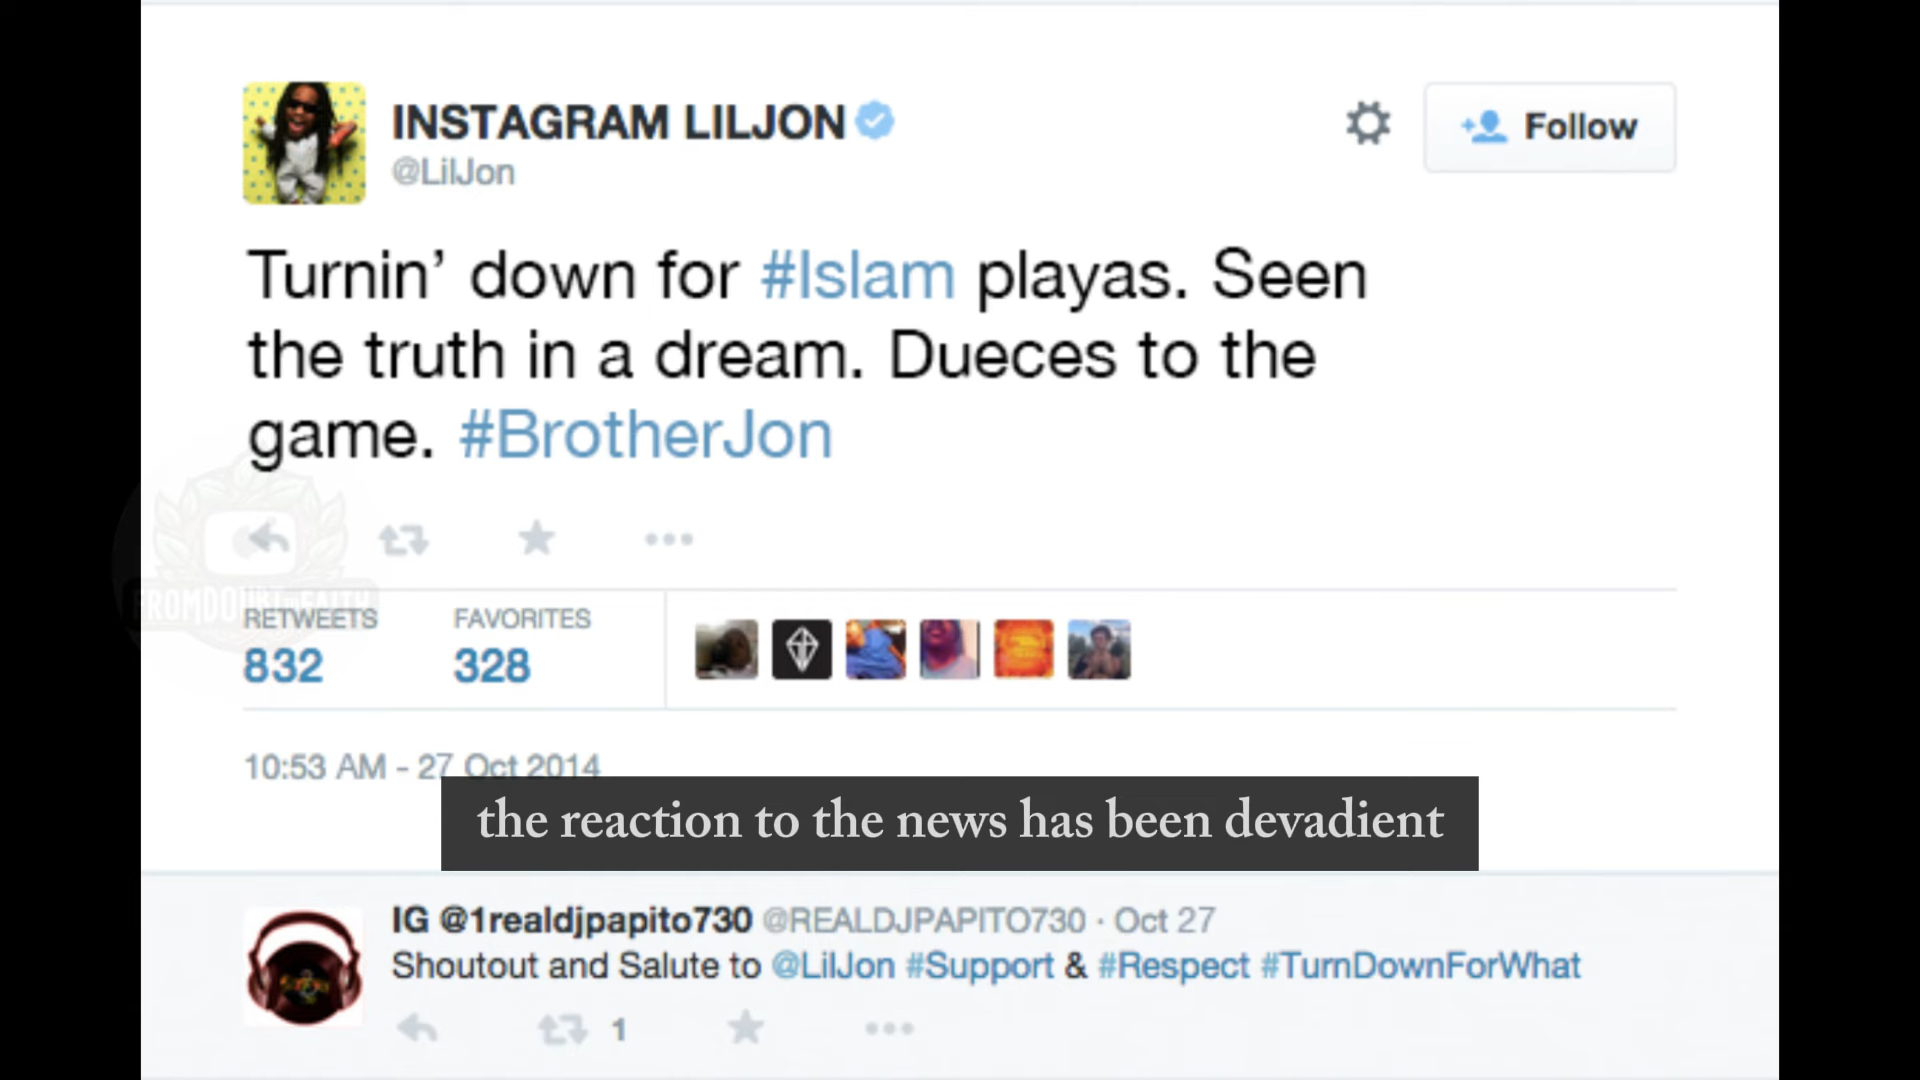 INSTAGRAM LILJON
@LilJon
Follow
Turnin’ down for #Islam playas. Seen
the truth in a dream. Dueces to the
game. #BrotherJon
FROMDOUBTTOFAITH
RETWEETS
FAVORITES
832
328
10:53 AM - 27 Oct 2014
the reaction to the news has been devadient
IG @1realdjpapito730 @REALDJPAPITO730 · Oct 27
Shoutout and Salute to @LilJon #Support & #Respect #TurnDownForWhat
1